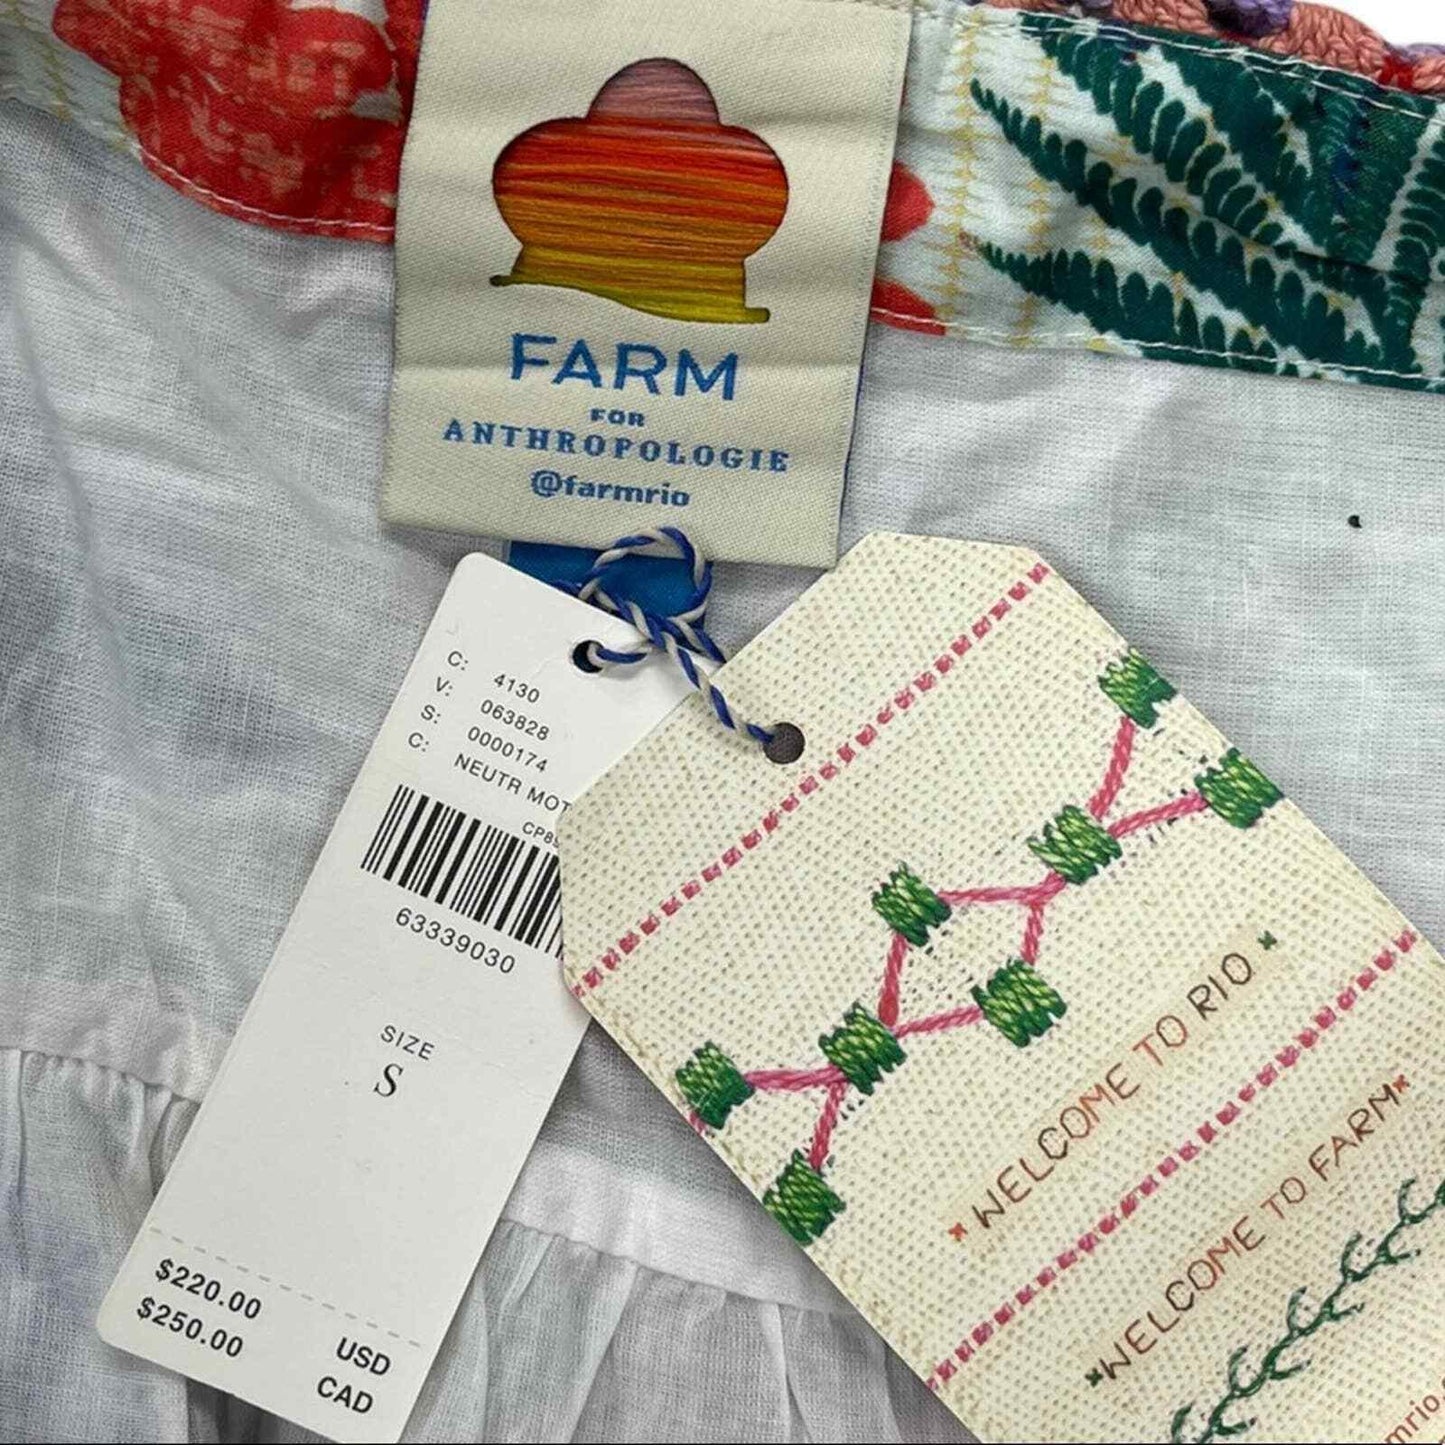 FARM
FOR
ANTHROPOLOGIE
@farmrio
C: 4130
V: 063828
S: 0000174
C: NEUTR MOT
63339030
SIZE
S
$220.00 USD
$250.00 CAD
WELCOME TO RIO
WELCOME TO FARM